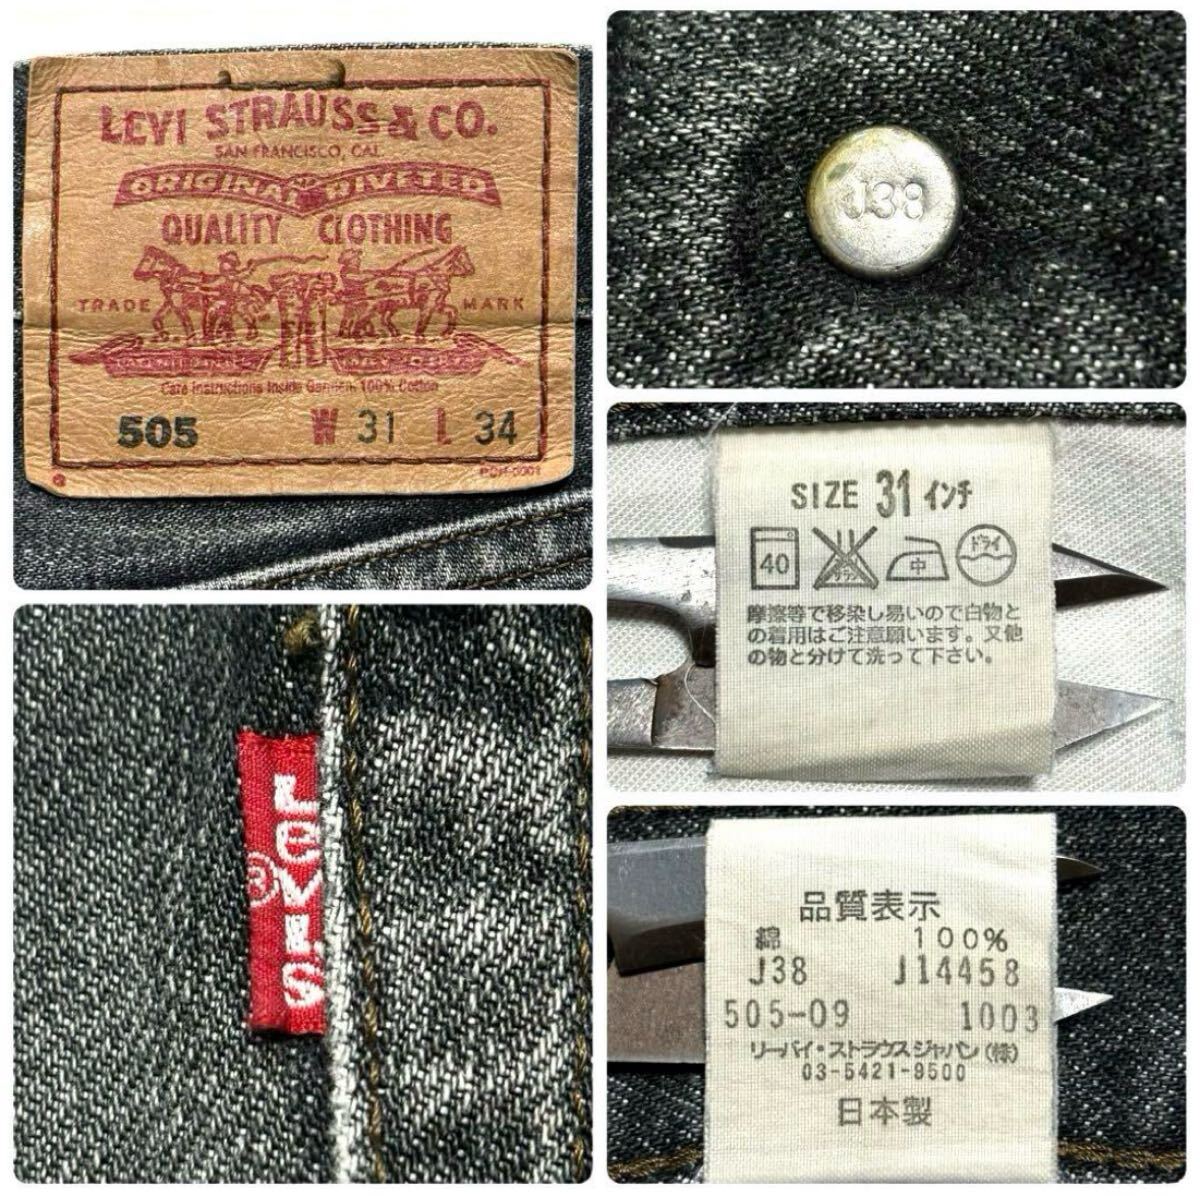 LEVI STRAUSS & CO.
SAN FRANCISCO, CAL.
ORIGINAL RIVETED
QUALITY CLOTHING
TRADE MARK
Care Instructions Inside Garment 100% Cotton
505 W 31 L 34
J38
SIZE 31 インチ
40 中 ドライ
摩擦等で移染し易いので白物と
の着用はご注意願います。又他
の物と分けて洗って下さい。
LEVI'S
®
品質表示
綿 100%
J38 J14458
505-09 1003
リーバイ・ストラウス ジャパン(株)
03-5421-9500
日本製